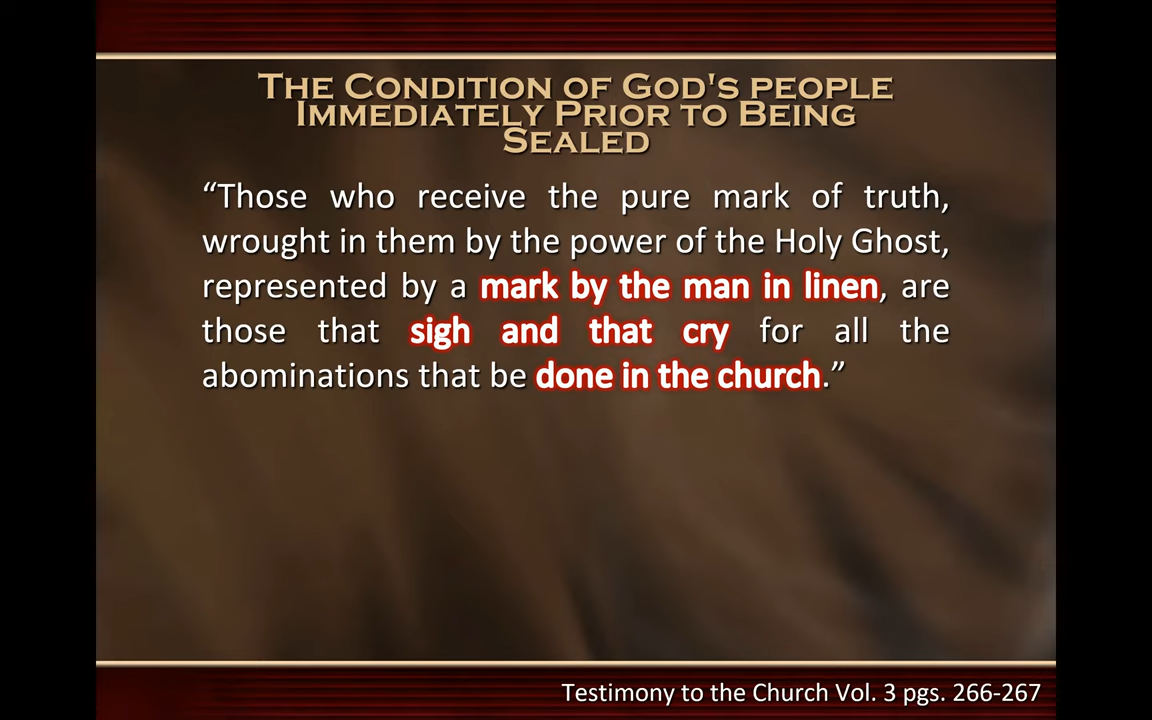 The Condition of God's people
Immediately Prior to Being
Sealed
“Those who receive the pure mark of truth,
wrought in them by the power of the Holy Ghost,
represented by a mark by the man in linen, are
those that sigh and that cry for all the
abominations that be done in the church.”
Testimony to the Church Vol. 3 pgs. 266-267